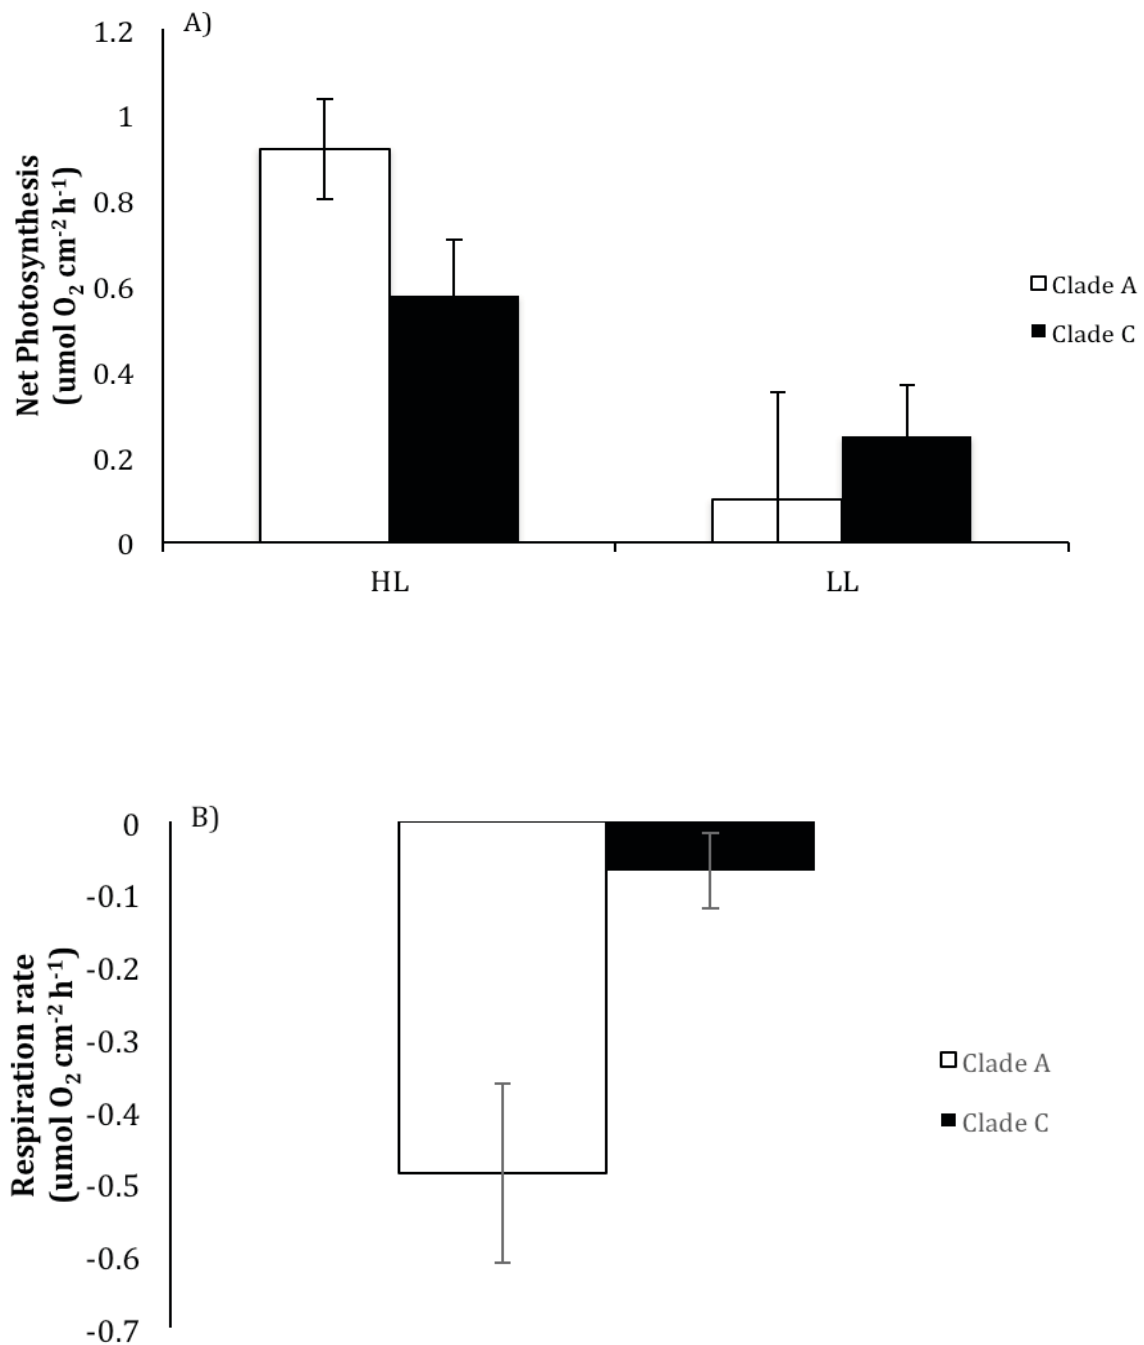 A)
1.2
1
0.8
0.6
0.4
0.2
0
Net Photosynthesis
(umol O₂ cm⁻² h⁻¹)
HL
LL
Clade A
Clade C
B)
0
-0.1
-0.2
-0.3
-0.4
-0.5
-0.6
-0.7
Respiration rate
(umol O₂ cm⁻² h⁻¹)
Clade A
Clade C